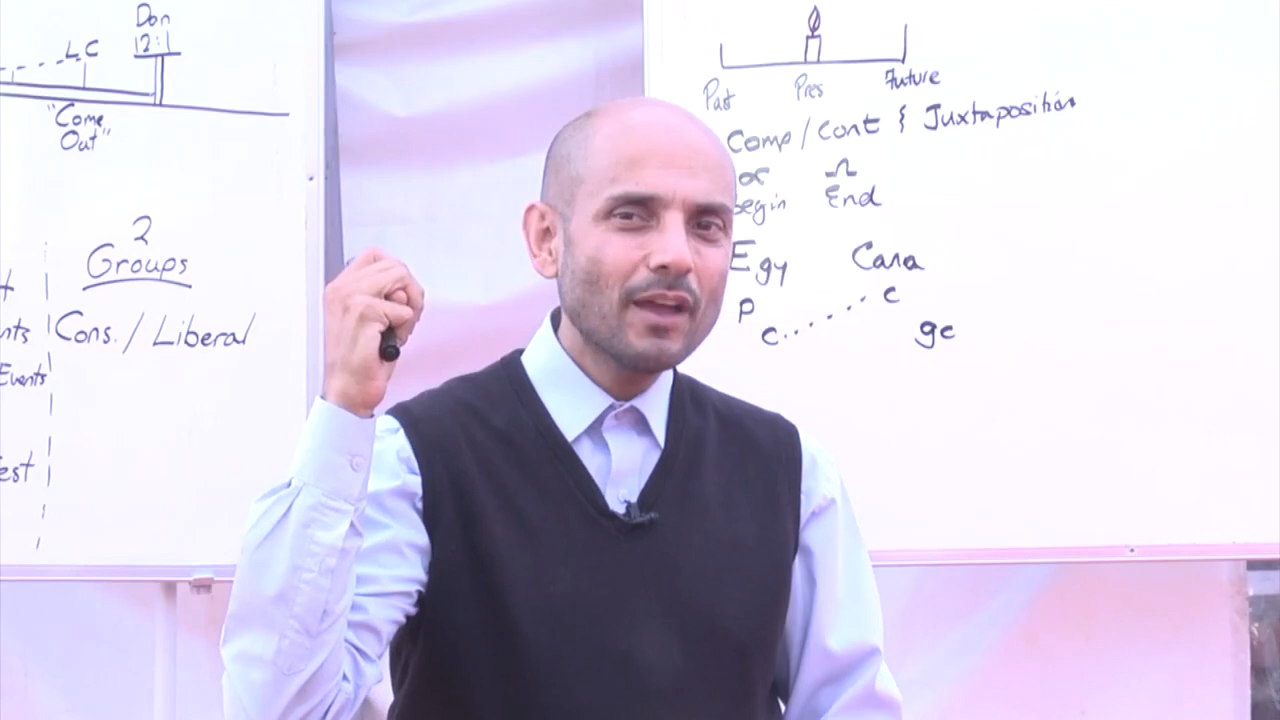 Dan
12:1
LC
"Come
Out"
2
Groups
nts
Cons. / Liberal
Events
est
Past Pres Future
Comp / Cont { Juxtaposition
α Ω
Begin End
Egy Cana
P
c ....... c
gc